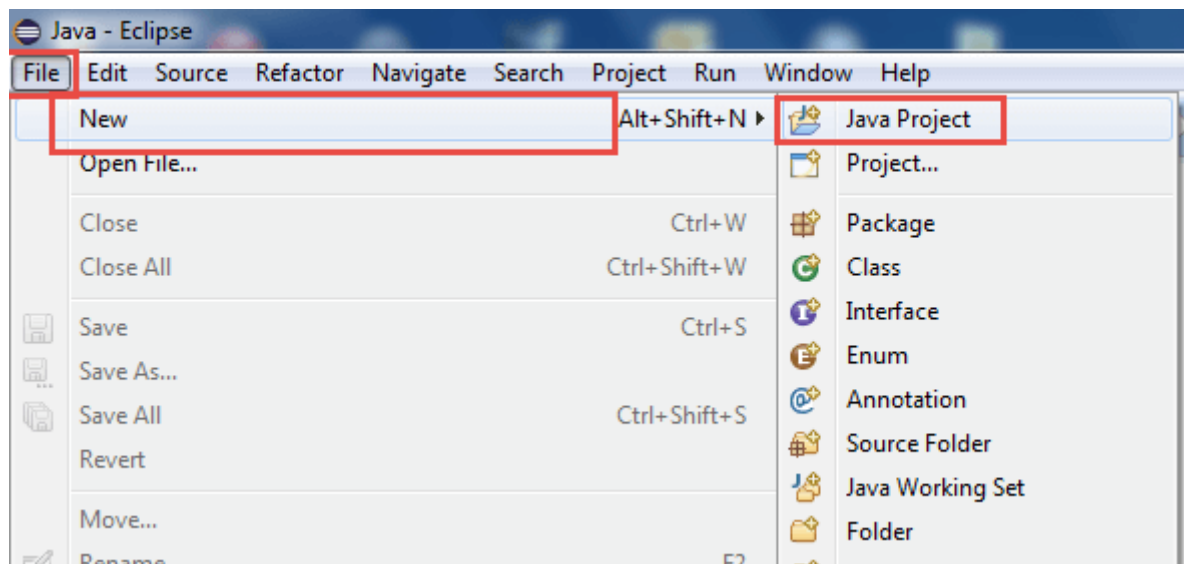 Java - Eclipse
File Edit Source Refactor Navigate Search Project Run Window Help
New Alt+Shift+N
Open File...
Close Ctrl+W
Close All Ctrl+Shift+W
Save Ctrl+S
Save As...
Save All Ctrl+Shift+S
Revert
Move...
Rename... F2
Java Project
Project...
Package
Class
Interface
Enum
Annotation
Source Folder
Java Working Set
Folder